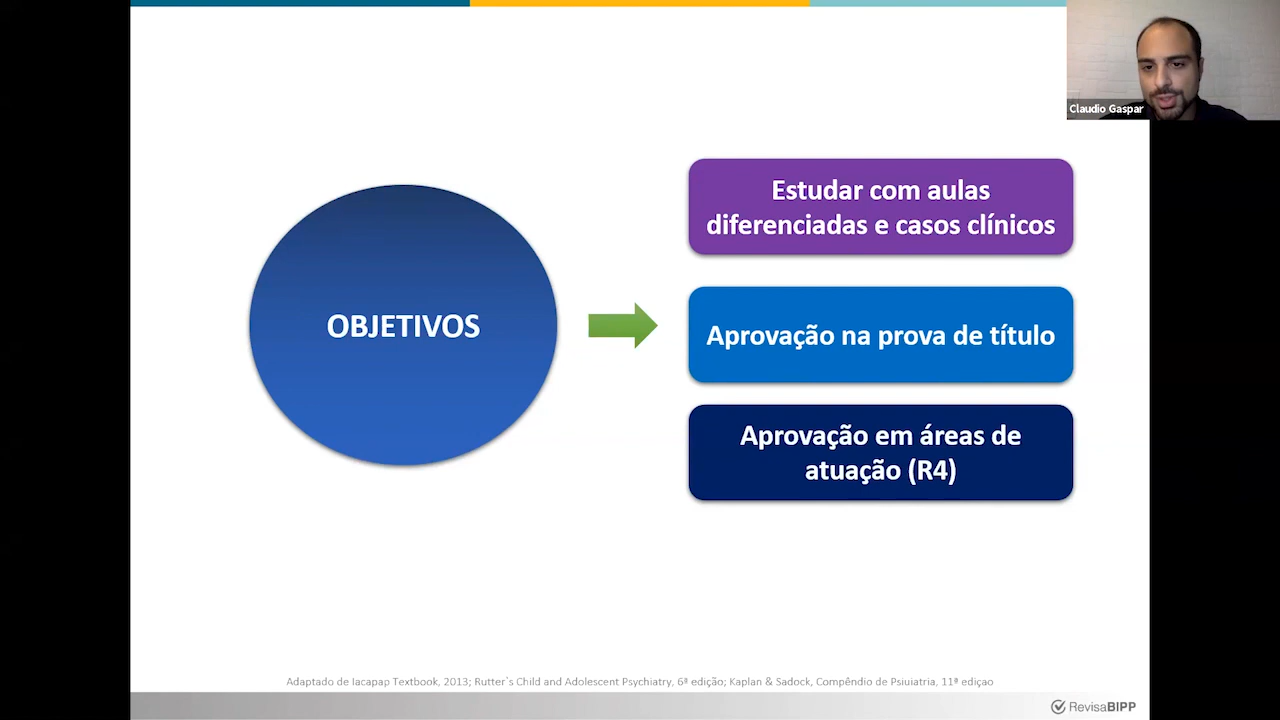 Claudio Gaspar
Estudar com aulas
diferenciadas e casos clínicos
OBJETIVOS
Aprovação na prova de título
Aprovação em áreas de
atuação (R4)
Adaptado de Iacapap Textbook, 2013; Rutter`s Child and Adolescent Psychiatry, 6ª edição; Kaplan & Sadock, Compêndio de Psiuiatria, 11ª ediçao
RevisaBIPP